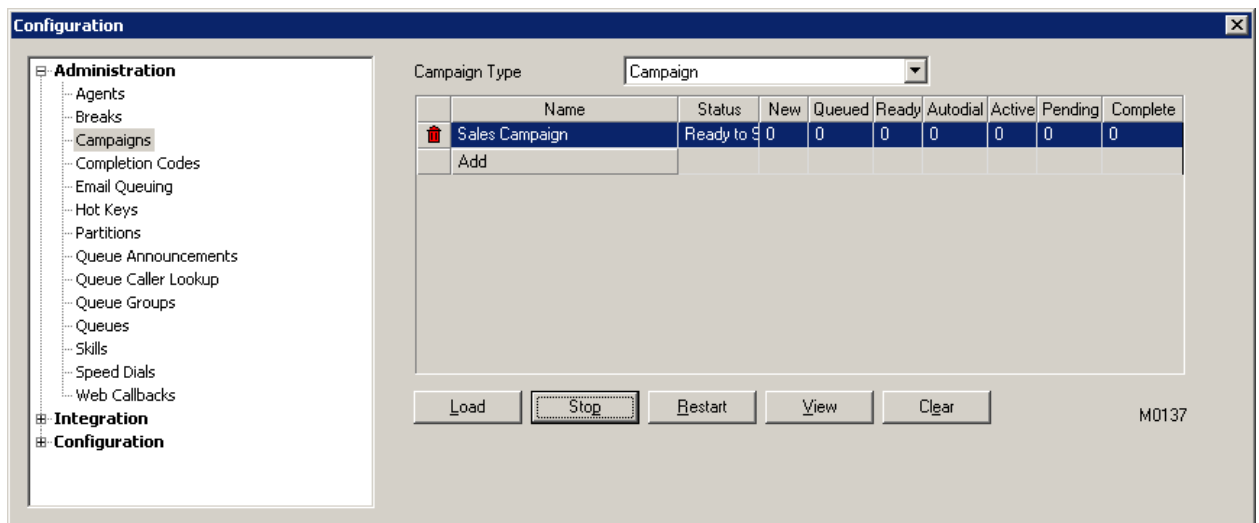 Configuration
Administration
Agents
Breaks
Campaigns
Completion Codes
Email Queuing
Hot Keys
Partitions
Queue Announcements
Queue Caller Lookup
Queue Groups
Queues
Skills
Speed Dials
Web Callbacks
Integration
Configuration
Campaign Type Campaign
Name Status New Queued Ready Autodial Active Pending Complete
Sales Campaign Ready to S 0 0 0 0 0 0 0
Add
Load Stop Restart View Clear
M0137